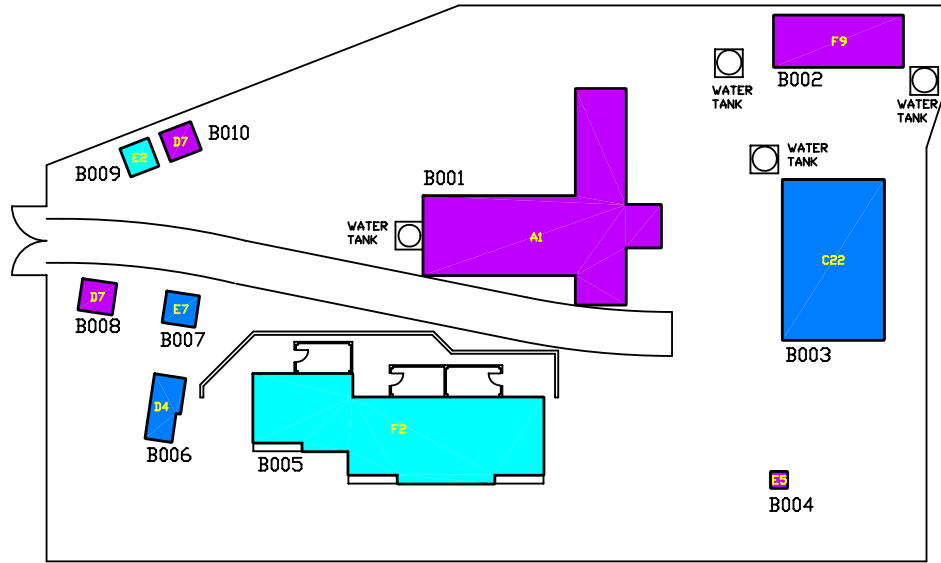 F9
B002
WATER
TANK
WATER
TANK
D7
B010
E2
B009
WATER
TANK
B001
WATER
TANK
A1
C22
D7
B008
E7
B007
B003
D4
B006
F2
B005
E5
B004